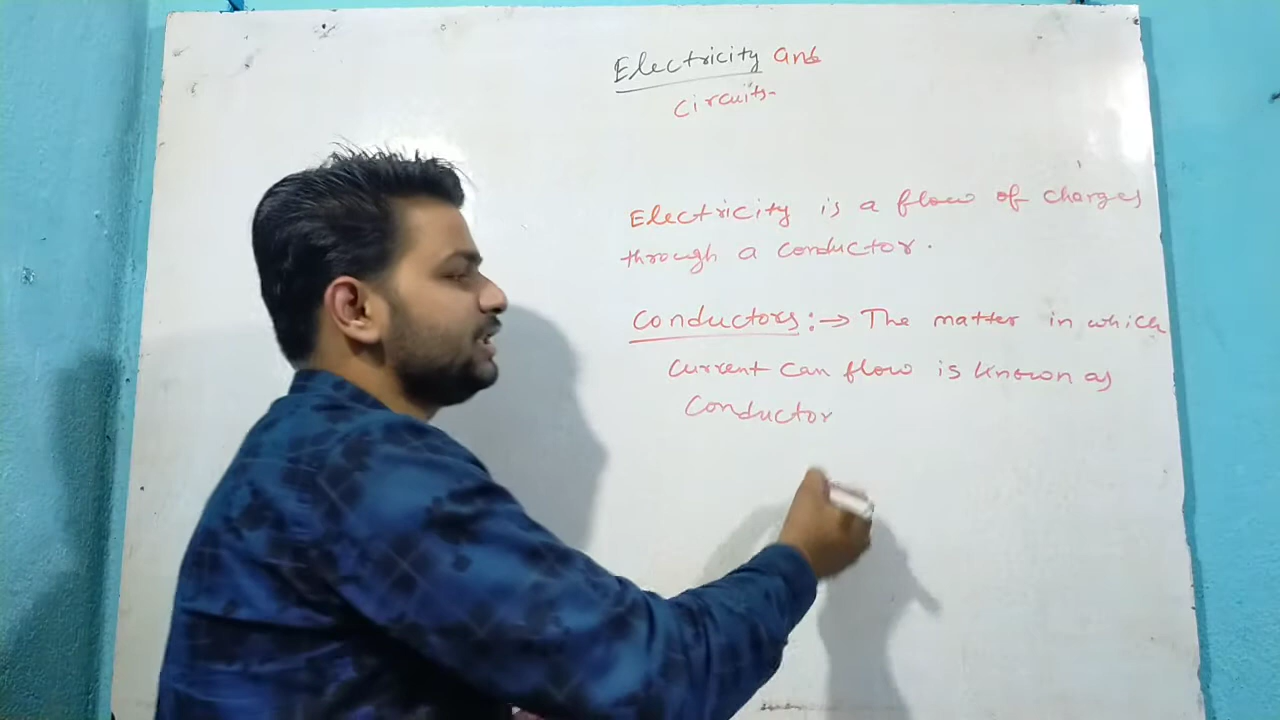 Electricity and
Circuits-
Electricity is a flow of charges
through a conductor.
Conductors :→ The matter in which
Current can flow is known as
Conductor